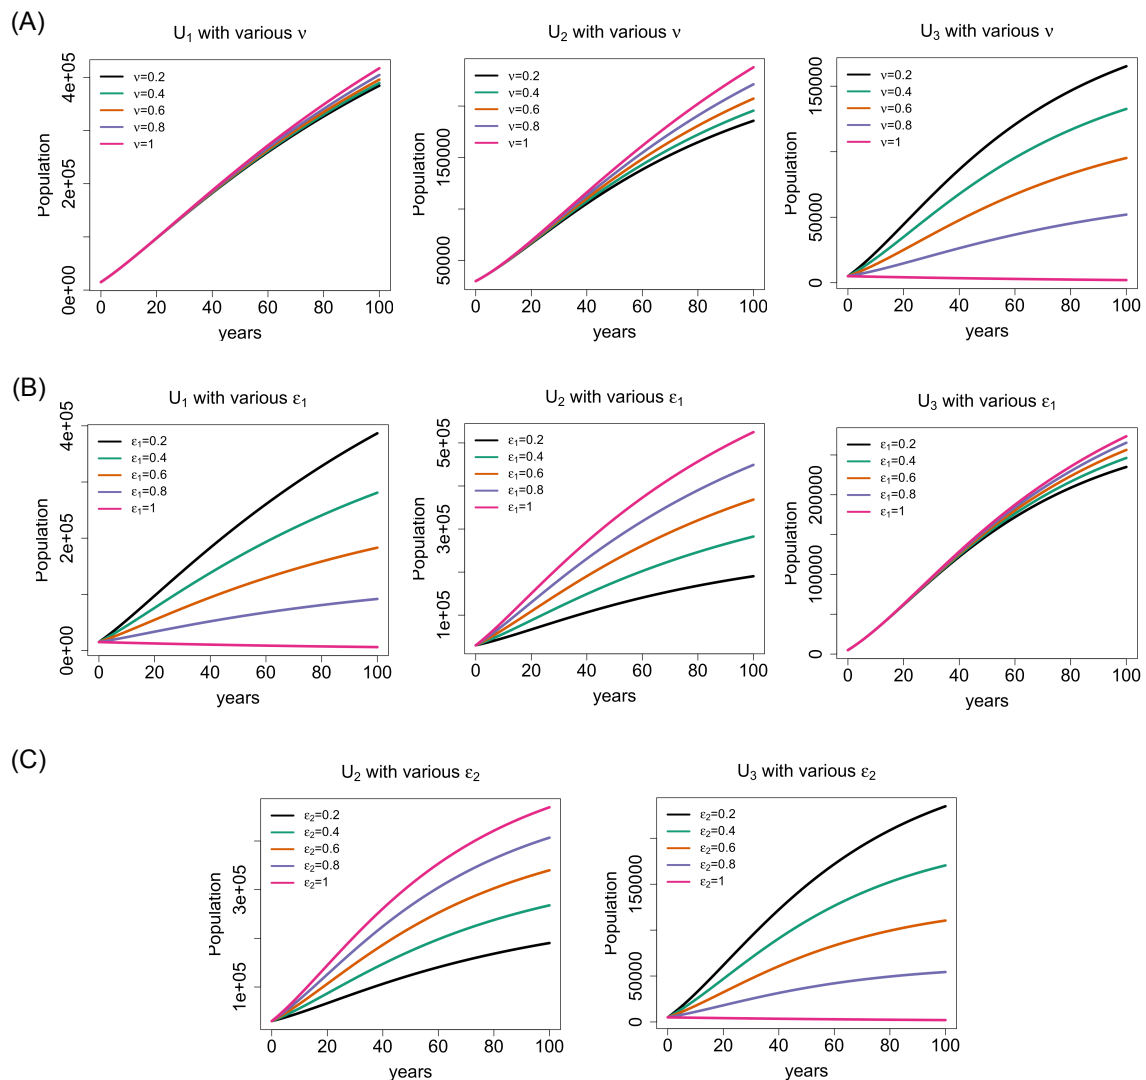 (A)
U₁ with various ν
ν=0.2
ν=0.4
ν=0.6
ν=0.8
ν=1
Population
0e+00
2e+05
4e+05
0 20 40 60 80 100
years
U₂ with various ν
ν=0.2
ν=0.4
ν=0.6
ν=0.8
ν=1
Population
50000
150000
0 20 40 60 80 100
years
U₃ with various ν
ν=0.2
ν=0.4
ν=0.6
ν=0.8
ν=1
Population
0
50000
150000
0 20 40 60 80 100
years
(B)
U₁ with various ε₁
ε₁=0.2
ε₁=0.4
ε₁=0.6
ε₁=0.8
ε₁=1
Population
0e+00
2e+05
4e+05
0 20 40 60 80 100
years
U₂ with various ε₁
ε₁=0.2
ε₁=0.4
ε₁=0.6
ε₁=0.8
ε₁=1
Population
1e+05
3e+05
5e+05
0 20 40 60 80 100
years
U₃ with various ε₁
ε₁=0.2
ε₁=0.4
ε₁=0.6
ε₁=0.8
ε₁=1
Population
0
100000
200000
0 20 40 60 80 100
years
(C)
U₂ with various ε₂
ε₂=0.2
ε₂=0.4
ε₂=0.6
ε₂=0.8
ε₂=1
Population
1e+05
3e+05
0 20 40 60 80 100
years
U₃ with various ε₂
ε₂=0.2
ε₂=0.4
ε₂=0.6
ε₂=0.8
ε₂=1
Population
0
50000
150000
0 20 40 60 80 100
years